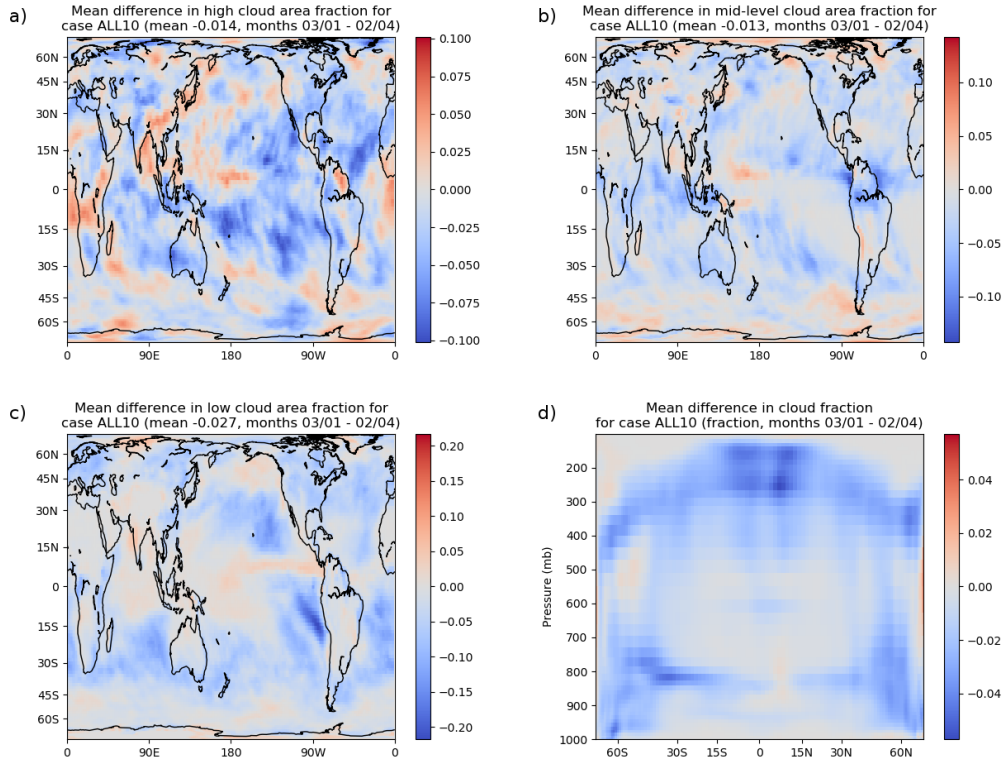 a)
Mean difference in high cloud area fraction for
case ALL10 (mean -0.014, months 03/01 - 02/04)
60N
45N
30N
15N
0
15S
30S
45S
60S
0
90E
180
90W
0
0.100
0.075
0.050
0.025
0.000
−0.025
−0.050
−0.075
−0.100
b)
Mean difference in mid-level cloud area fraction for
case ALL10 (mean -0.013, months 03/01 - 02/04)
60N
45N
30N
15N
0
15S
30S
45S
60S
0
90E
180
90W
0
0.10
0.05
0.00
−0.05
−0.10
c)
Mean difference in low cloud area fraction for
case ALL10 (mean -0.027, months 03/01 - 02/04)
60N
45N
30N
15N
0
15S
30S
45S
60S
0
90E
180
90W
0
0.20
0.15
0.10
0.05
0.00
−0.05
−0.10
−0.15
−0.20
d)
Mean difference in cloud fraction
for case ALL10 (fraction, months 03/01 - 02/04)
Pressure (mb)
200
300
400
500
600
700
800
900
1000
60S
30S
15S
0
15N
30N
60N
0.04
0.02
0.00
−0.02
−0.04